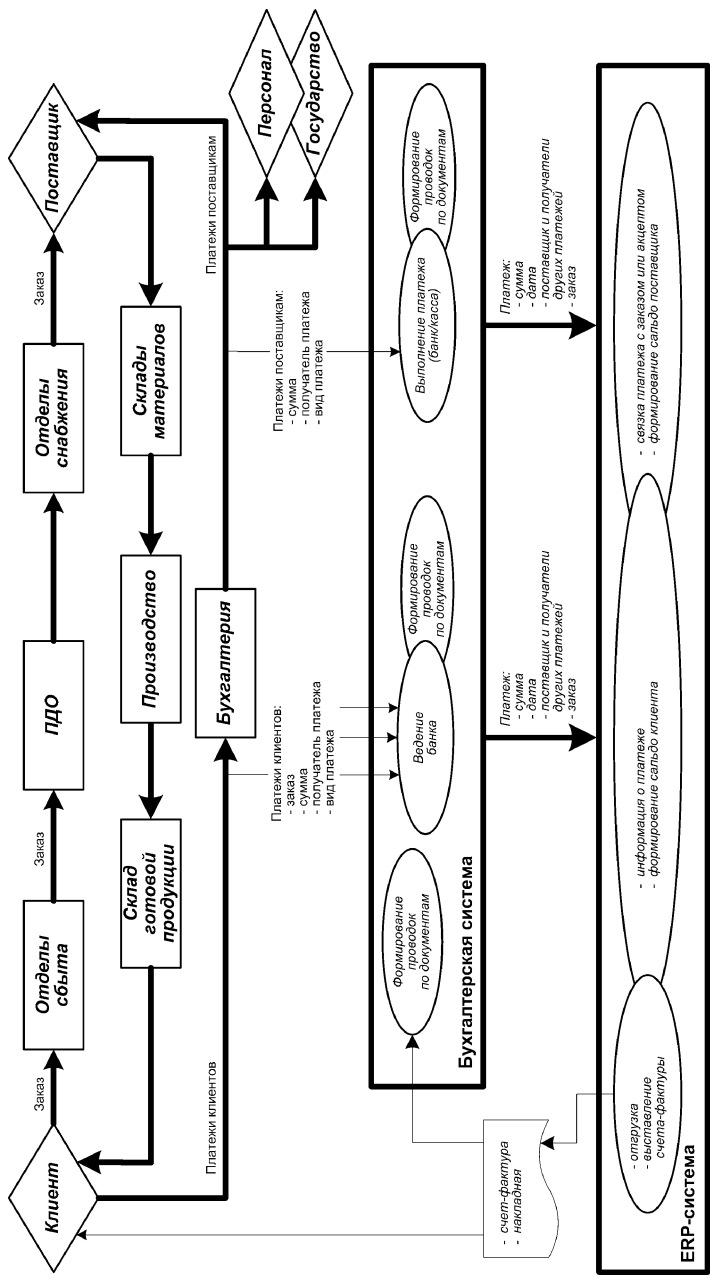 Клиент
Заказ
Отделы
сбыта
Заказ
ПДО
Отделы
снабжения
Заказ
Поставщик
Склад
готовой
продукции
Производство
Склады
материалов
Платежи клиентов
Бухгалтерия
Платежи поставщикам
Персонал
Государство
Платежи клиентов:
- заказ
- сумма
- получатель платежа
- вид платежа
Платежи поставщикам:
- сумма
- получатель платежа
- вид платежа
Формирование
проводок
по документам
Ведение
банка
Формирование
проводок
по документам
Выполнение платежа
(банк/касса)
Формирование
проводок
по документам
Бухгалтерская система
- счет-фактура
- накладная
Платеж:
- сумма
- дата
- поставщик и получатели
других платежей
- заказ
Платеж:
- сумма
- дата
- поставщик и получатели
других платежей
- заказ
- отгрузка
- выставление
счета-фактуры
- информация о платеже
- формирование сальдо клиента
- связка платежа с заказом или акцептом
- формирование сальдо поставщика
ERP-система